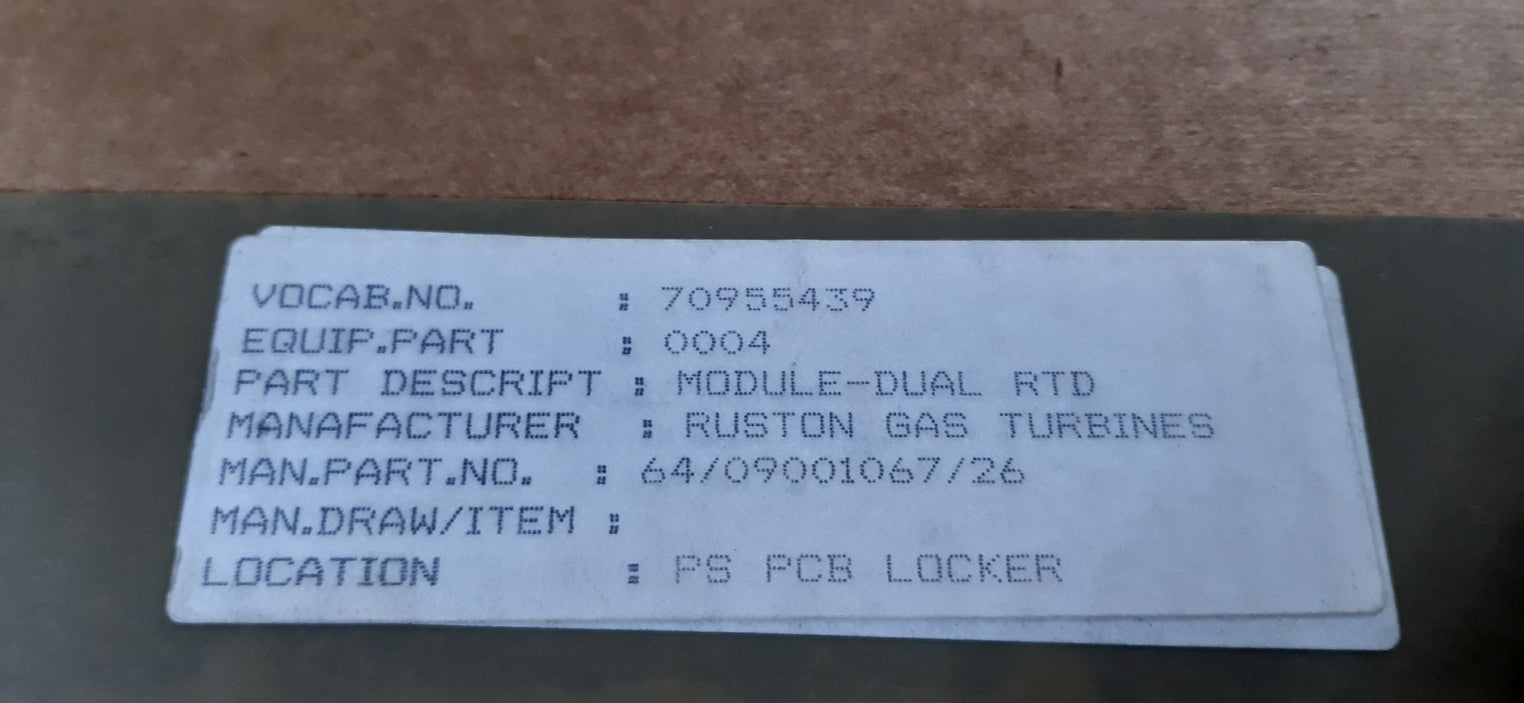 VOCAB.NO. : 70955439
EQUIP.PART : 0004
PART DESCRIPT : MODULE-DUAL RTD
MANAFACTURER : RUSTON GAS TURBINES
MAN.PART.NO. : 64/09001067/26
MAN.DRAW/ITEM :
LOCATION : PS PCB LOCKER